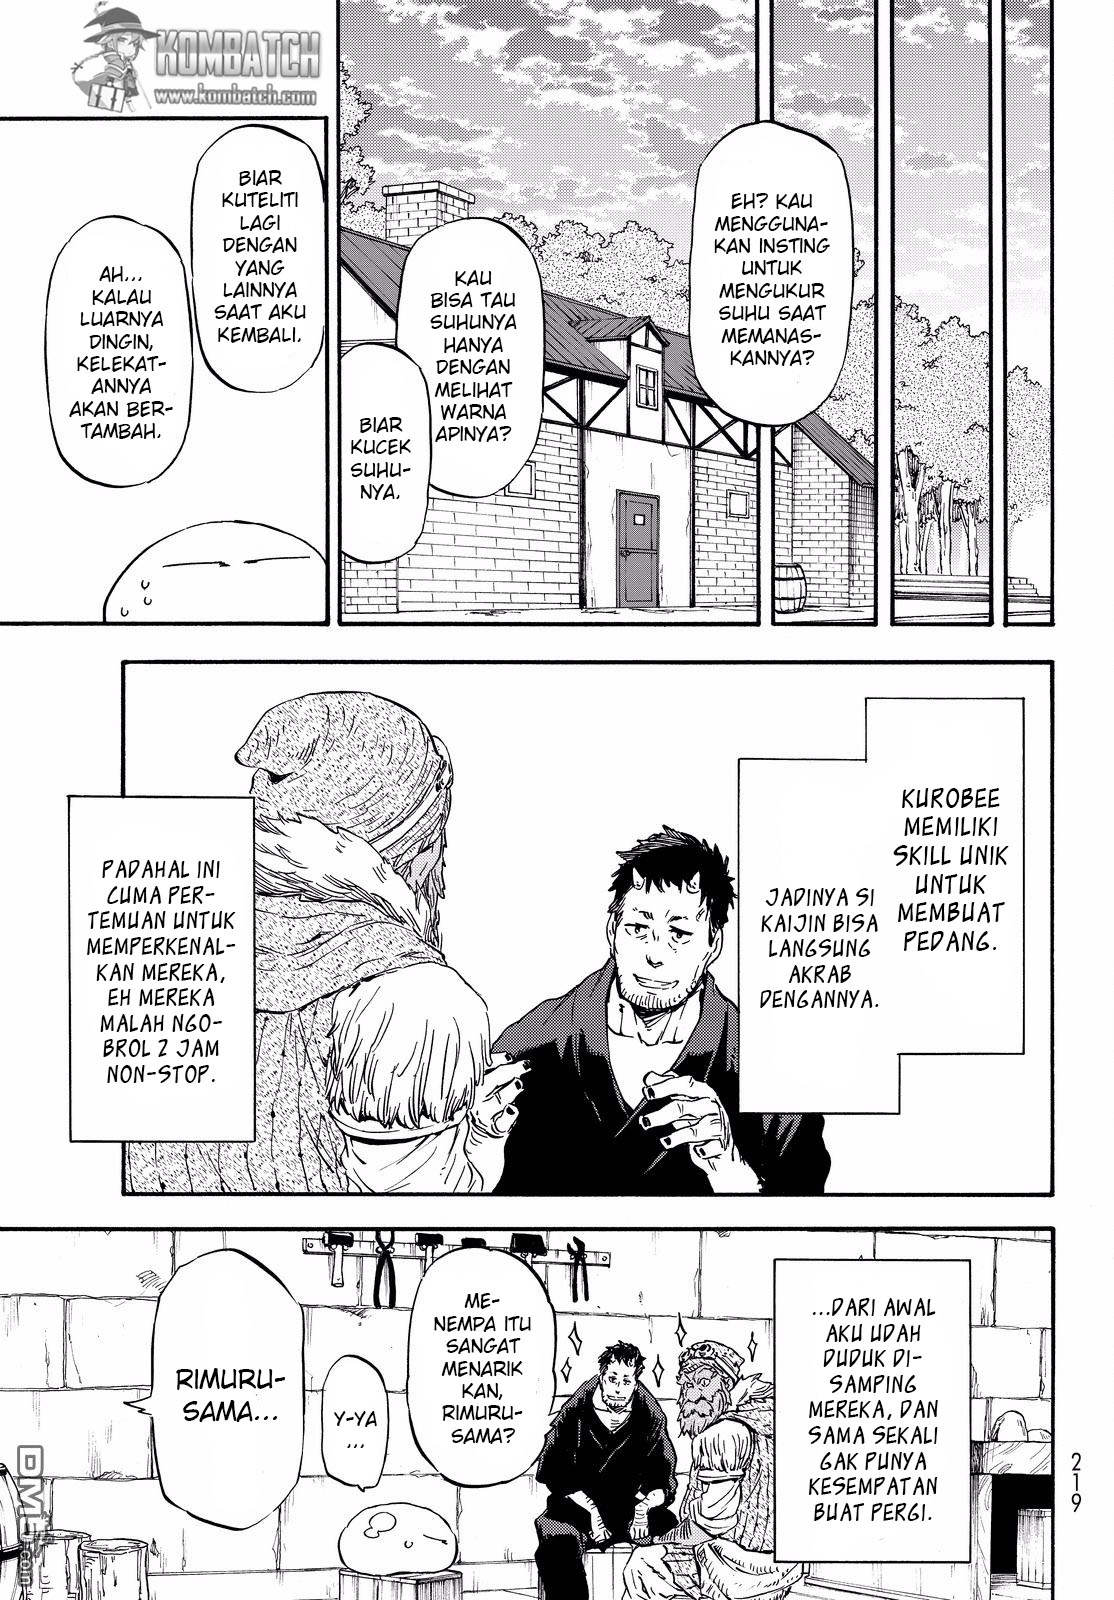 KOMBATCH
www.kombatch.com
EH? KAU
MENGGUNA-
KAN INSTING
UNTUK
MENGUKUR
SUHU SAAT
MEMANAS-
KANNYA?
KAU
BISA TAU
SUHUNYA
HANYA
DENGAN
MELIHAT
WARNA
APINYA?
BIAR
KUCEK
SUHU-
NYA.
BIAR
KUTELITI
LAGI
DENGAN
YANG
LAINNYA
SAAT AKU
KEMBALI.
AH...
KALAU
LUARNYA
DINGIN,
KELEKAT-
ANNYA
AKAN BER-
TAMBAH.
KUROBEE
MEMILIKI
SKILL UNIK
UNTUK
MEMBUAT
PEDANG.
JADINYA SI
KAIJIN BISA
LANGSUNG
AKRAB
DENGANNYA.
PADAHAL INI
CUMA PER-
TEMUAN UNTUK
MEMPERKENAL-
KAN MEREKA,
EH MEREKA
MALAH NGO-
BROL 2 JAM
NON-STOP.
...DARI AWAL
AKU UDAH
DUDUK DI-
SAMPING
MEREKA, DAN
SAMA SEKALI
GAK PUNYA
KESEMPATAN
BUAT PERGI.
ME-
NEMPA ITU
SANGAT
MENARIK
KAN,
RIMURU-
SAMA?
Y-YA
...
RIMURU-
SAMA...
219
DML
.com